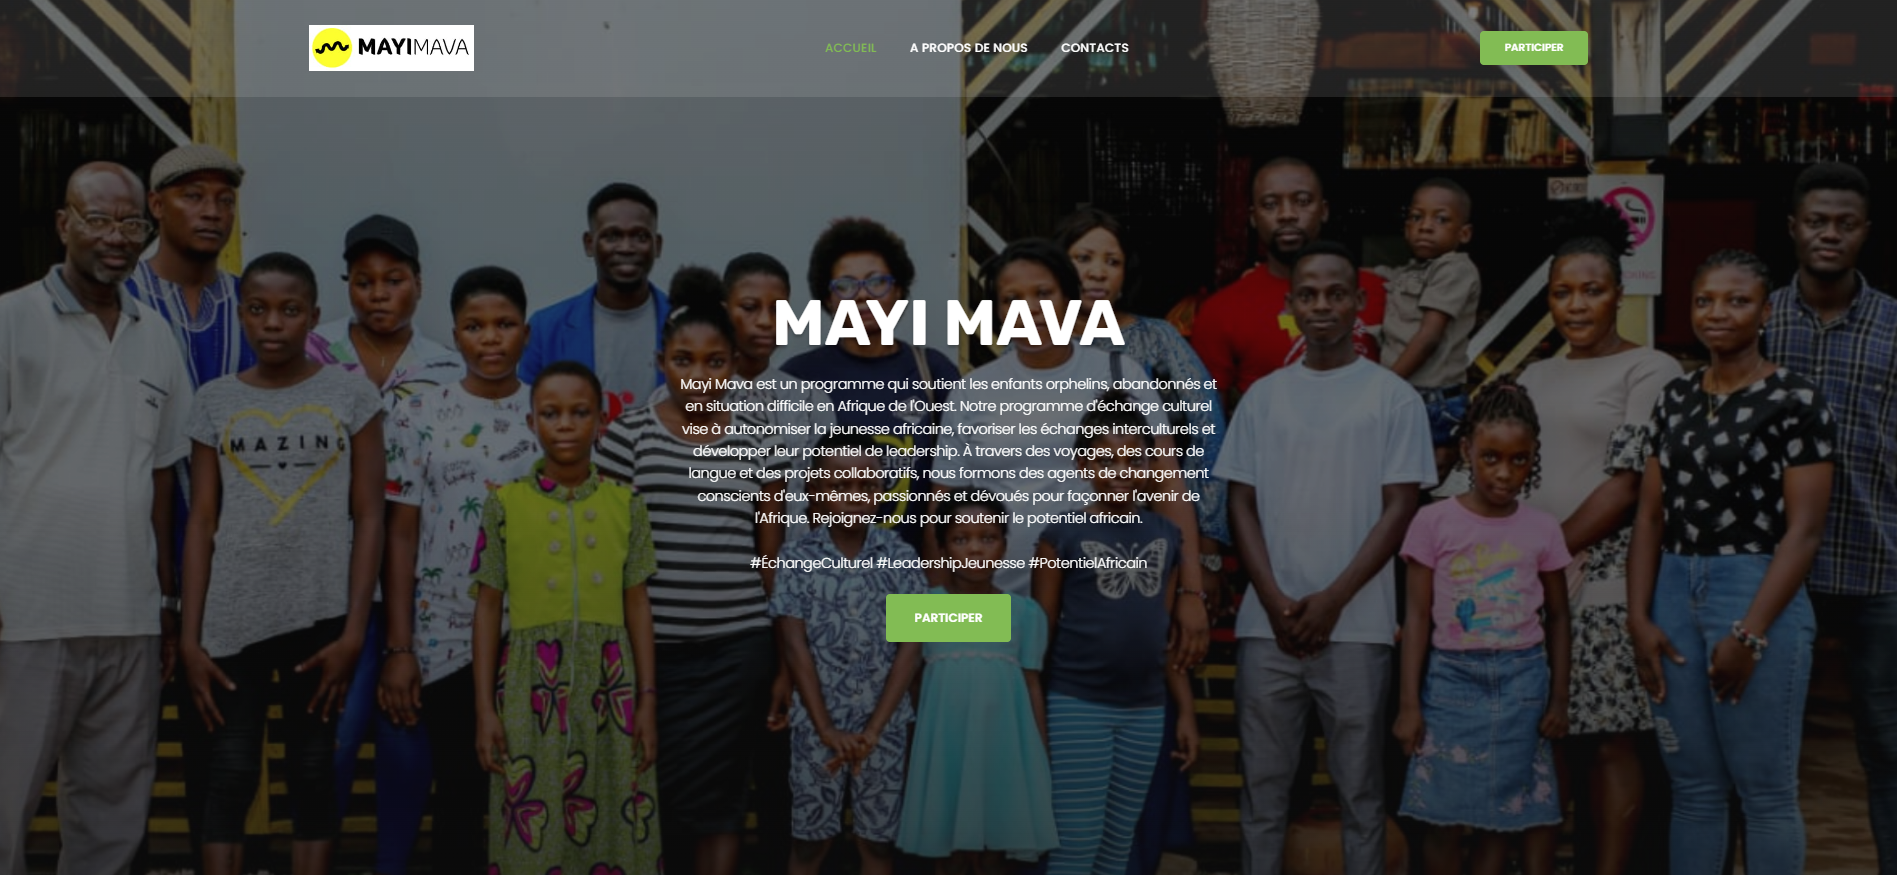 MAYIMAVA
ACCUEIL
A PROPOS DE NOUS
CONTACTS
PARTICIPER
MAYI MAVA
Mayi Mava est un programme qui soutient les enfants orphelins, abandonnés et
en situation difficile en Afrique de l'Ouest. Notre programme d'échange culturel
vise à autonomiser la jeunesse africaine, favoriser les échanges interculturels et
développer leur potentiel de leadership. À travers des voyages, des cours de
langue et des projets collaboratifs, nous formons des agents de changement
conscients d'eux-mêmes, passionnés et dévoués pour façonner l'avenir de
l'Afrique. Rejoignez-nous pour soutenir le potentiel africain.
#ÉchangeCulturel #LeadershipJeunesse #PotentielAfricain
PARTICIPER
AMAZING